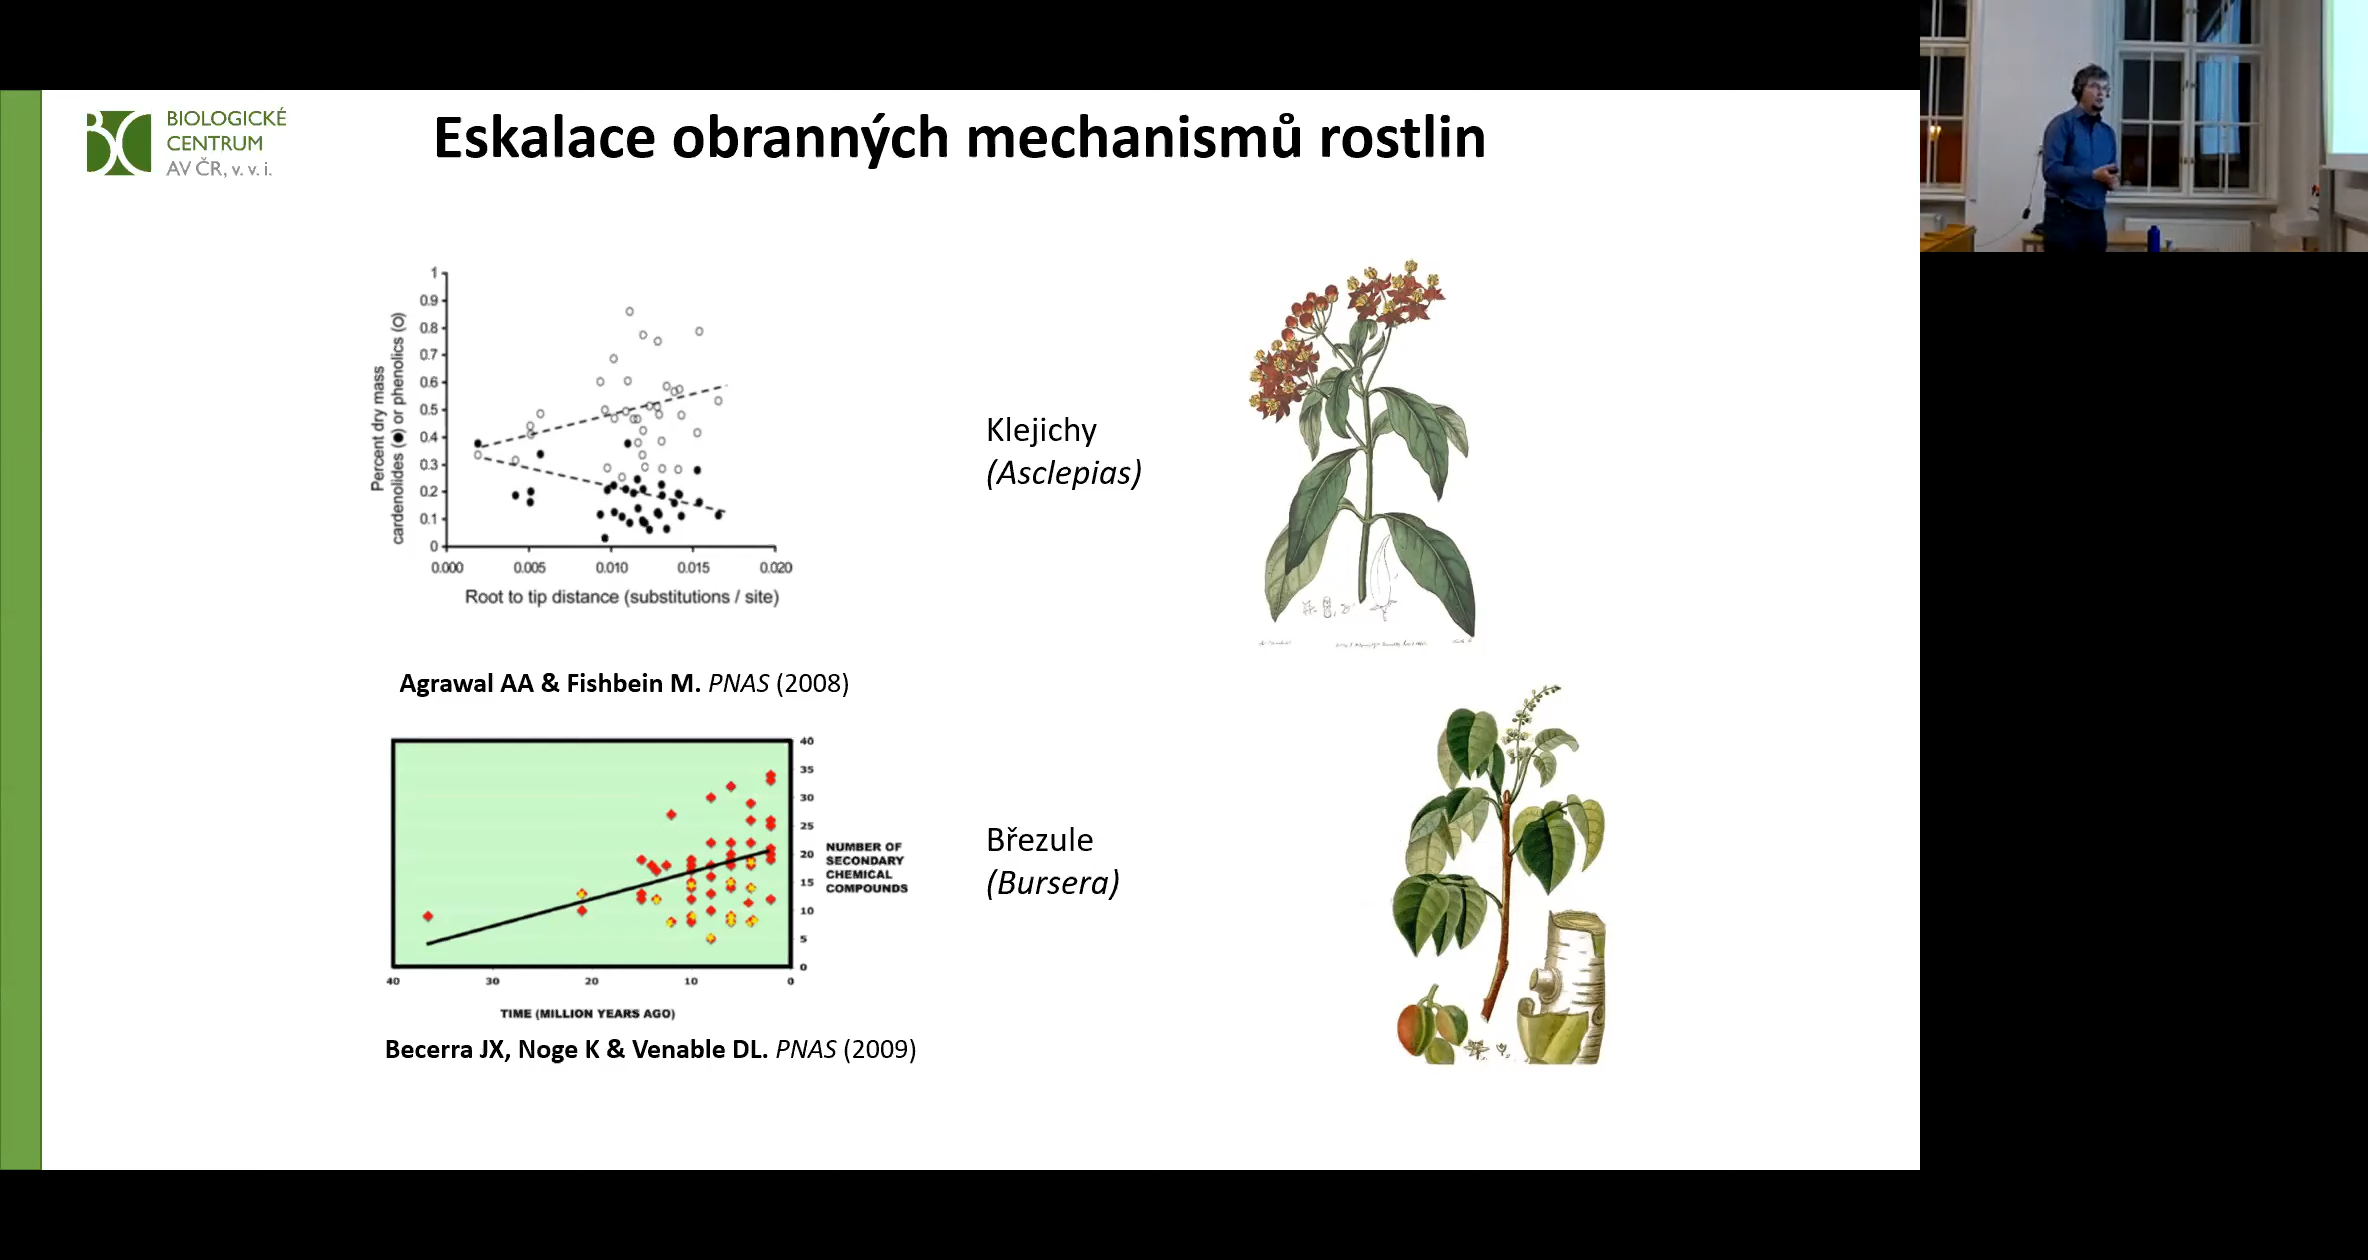 BIOLOGICKÉ
CENTRUM
AV ČR, v. v. i.
Eskalace obranných mechanismů rostlin
Percent dry mass
cardenolides (●) or phenolics (O)
1
0.9
0.8
0.7
0.6
0.5
0.4
0.3
0.2
0.1
0
0.000 0.005 0.010 0.015 0.020
Root to tip distance (substitutions / site)
Agrawal AA & Fishbein M. PNAS (2008)
Klejichy
(Asclepias)
40
35
30
25
20
15
10
5
0
NUMBER OF
SECONDARY
CHEMICAL
COMPOUNDS
40 30 20 10 0
TIME (MILLION YEARS AGO)
Becerra JX, Noge K & Venable DL. PNAS (2009)
Březule
(Bursera)